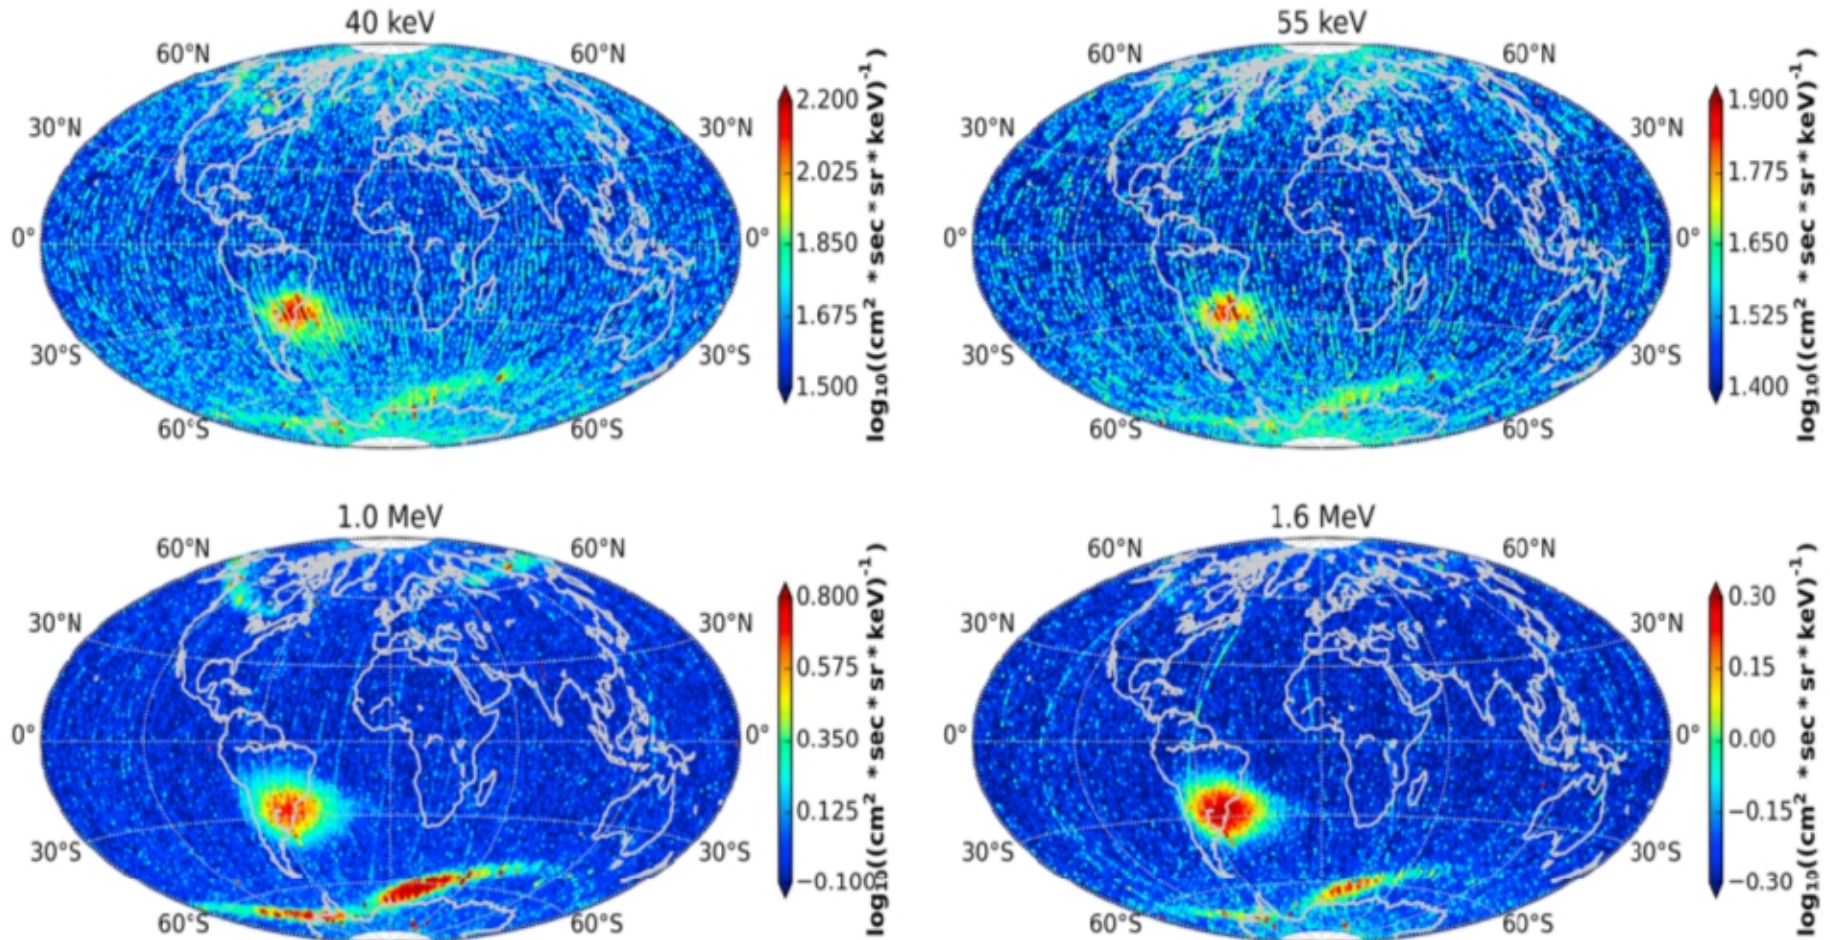 40 keV
60°N 60°N
30°N 30°N
0° 0°
30°S 30°S
60°S 60°S
2.200
2.025
1.850
1.675
1.500
log₁₀((cm² *sec*sr*keV)⁻¹)
55 keV
60°N 60°N
30°N 30°N
0° 0°
30°S 30°S
60°S 60°S
1.900
1.775
1.650
1.525
1.400
log₁₀((cm² *sec*sr*keV)⁻¹)
1.0 MeV
60°N 60°N
30°N 30°N
0° 0°
30°S 30°S
60°S 60°S
0.800
0.575
0.350
0.125
−0.100
log₁₀((cm² *sec*sr*keV)⁻¹)
1.6 MeV
60°N 60°N
30°N 30°N
0° 0°
30°S 30°S
60°S 60°S
0.30
0.15
0.00
−0.15
−0.30
log₁₀((cm² *sec*sr*keV)⁻¹)